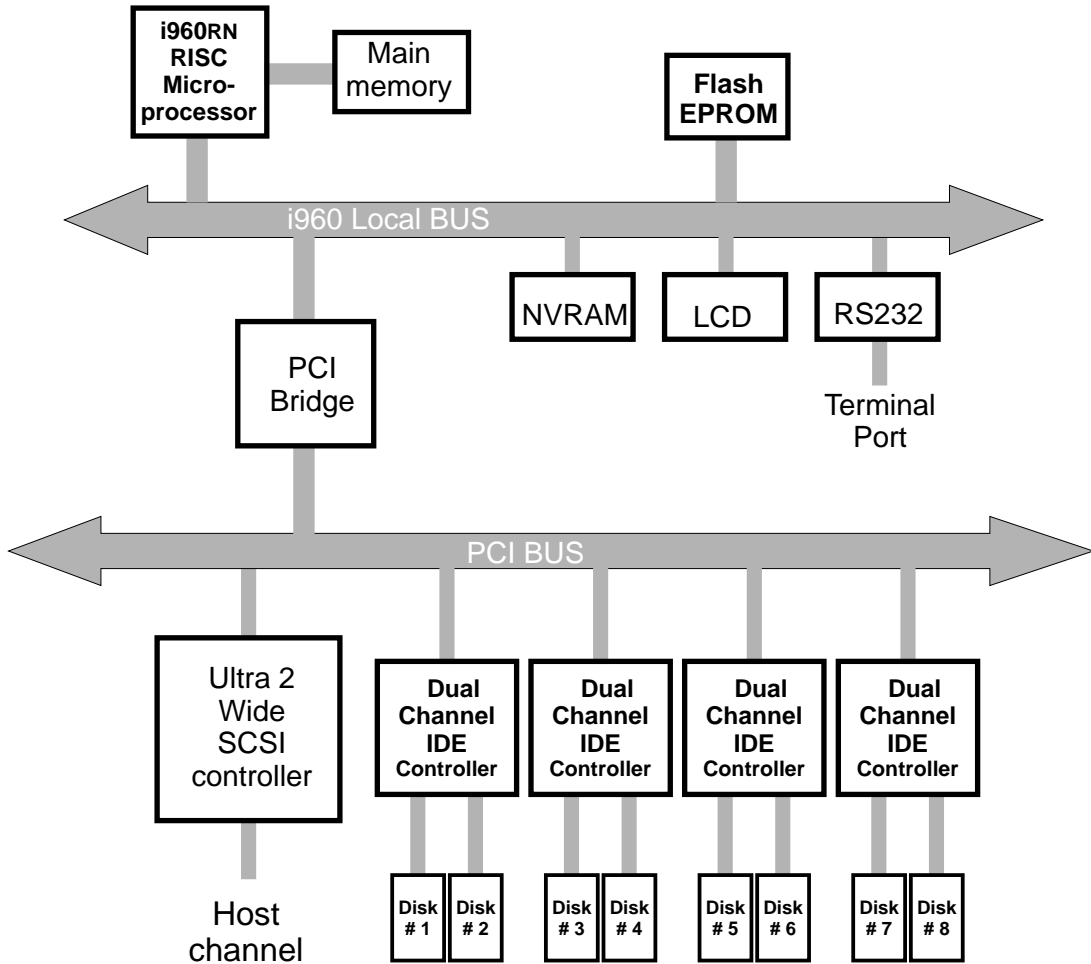 i960RN
RISC
Micro-
processor
Main
memory
Flash
EPROM
i960 Local BUS
NVRAM
LCD
RS232
PCI
Bridge
Terminal
Port
PCI BUS
Ultra 2
Wide
SCSI
controller
Dual
Channel
IDE
Controller
Dual
Channel
IDE
Controller
Dual
Channel
IDE
Controller
Dual
Channel
IDE
Controller
Host
channel
Disk
# 1
Disk
# 2
Disk
# 3
Disk
# 4
Disk
# 5
Disk
# 6
Disk
# 7
Disk
# 8